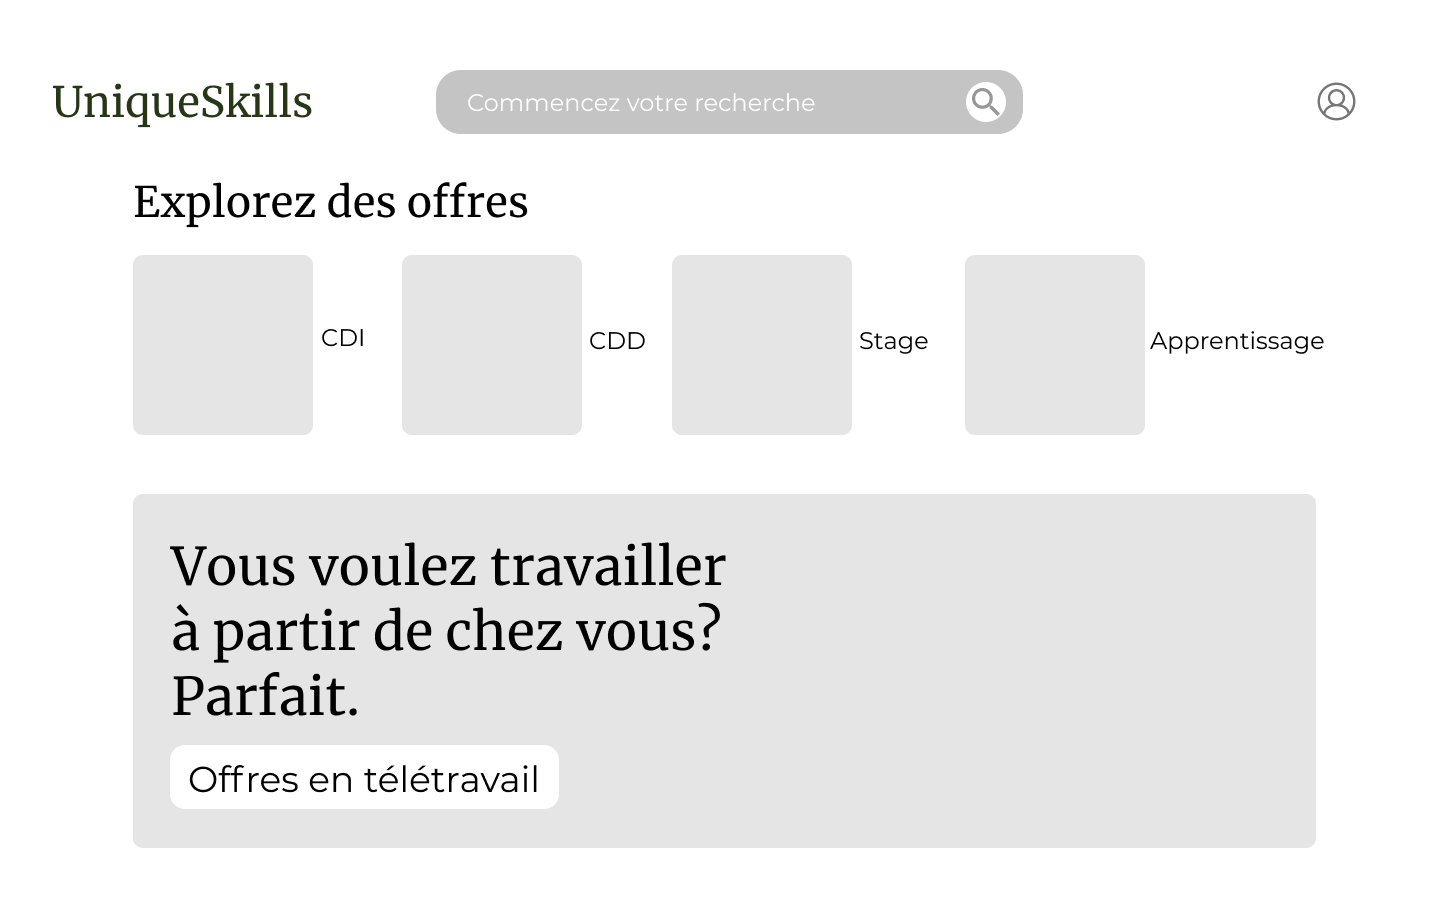 UniqueSkills
Commencez votre recherche
Explorez des offres
CDI
CDD
Stage
Apprentissage
Vous voulez travailler
à partir de chez vous?
Parfait.
Offres en télétravail